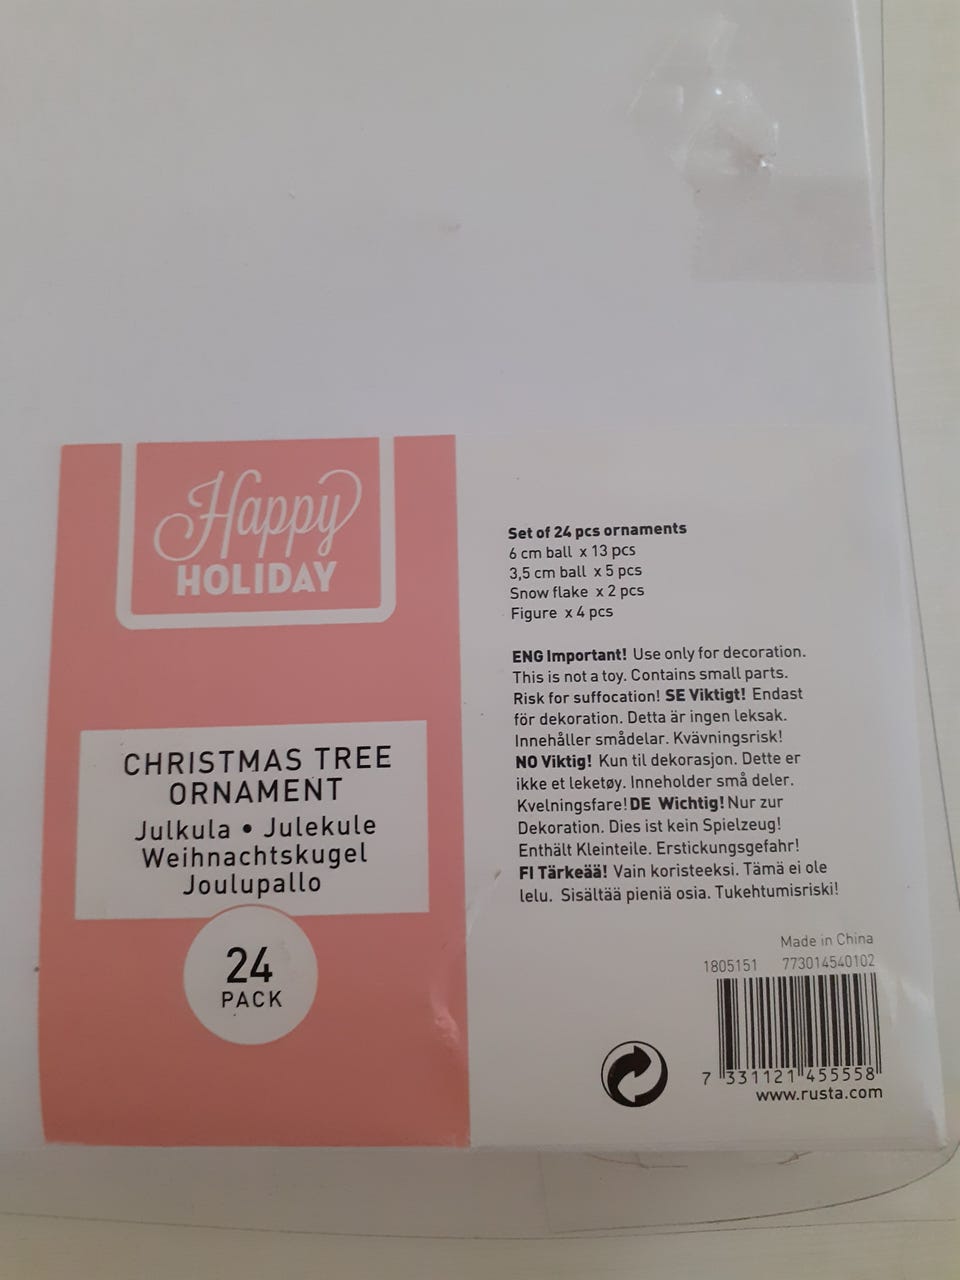 Happy
HOLIDAY
CHRISTMAS TREE
ORNAMENT
Julkula • Julekule
Weihnachtskugel
Joulupallo
24
PACK
Set of 24 pcs ornaments
6 cm ball x 13 pcs
3,5 cm ball x 5 pcs
Snow flake x 2 pcs
Figure x 4 pcs
ENG Important! Use only for decoration.
This is not a toy. Contains small parts.
Risk for suffocation! SE Viktigt! Endast
för dekoration. Detta är ingen leksak.
Innehåller smådelar. Kvävningsrisk!
NO Viktig! Kun til dekorasjon. Dette er
ikke et leketøy. Inneholder små deler.
Kvelningsfare! DE Wichtig! Nur zur
Dekoration. Dies ist kein Spielzeug!
Enthält Kleinteile. Erstickungsgefahr!
FI Tärkeää! Vain koristeeksi. Tämä ei ole
lelu. Sisältää pieniä osia. Tukehtumisriski!
Made in China
1805151 773014540102
7 331121 455558
www.rusta.com